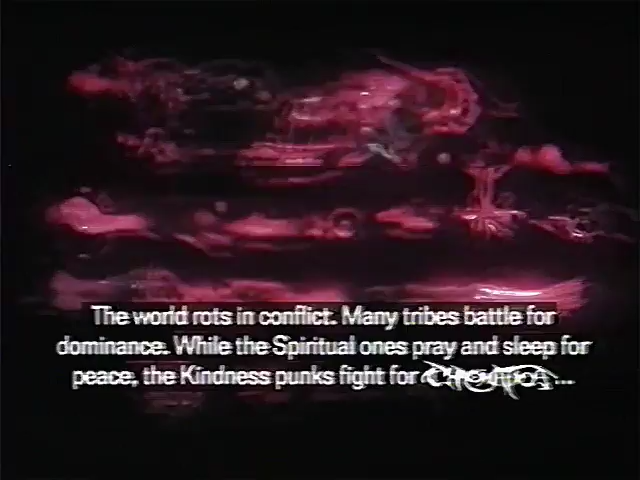 The world rots in conflict. Many tribes battle for
dominance. While the Spiritual ones pray and sleep for
peace, the Kindness punks fight for ...